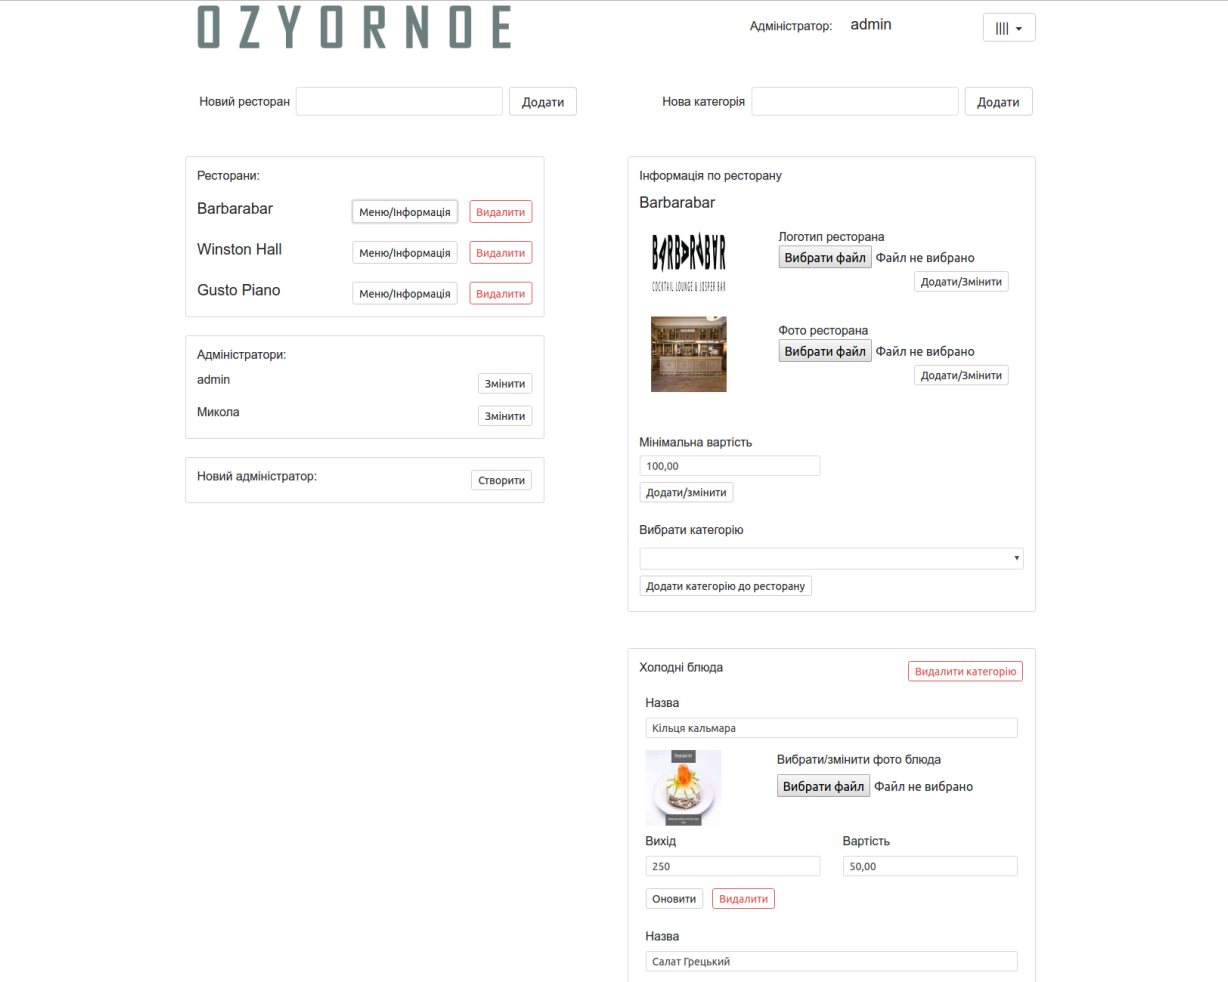 OZYORNOE
Адміністратор: admin
||||
Новий ресторан Додати
Нова категорія Додати
Ресторани:
Barbarabar Меню/Інформація Видалити
Winston Hall Меню/Інформація Видалити
Gusto Piano Меню/Інформація Видалити
Адміністратори:
admin Змінити
Микола Змінити
Новий адміністратор: Створити
Інформація по ресторану
Barbarabar
BARBARABAR
COCKTAIL LOUNGE & JOSPER BAR
Логотип ресторана
Вибрати файл Файл не вибрано
Додати/Змінити
Фото ресторана
Вибрати файл Файл не вибрано
Додати/Змінити
Мінімальна вартість
100,00
Додати/змінити
Вибрати категорію
Додати категорію до ресторану
Холодні блюда Видалити категорію
Назва
Кільця кальмара
Вибрати/змінити фото блюда
Вибрати файл Файл не вибрано
Вихід Вартість
250 50,00
Оновити Видалити
Назва
Салат Грецький